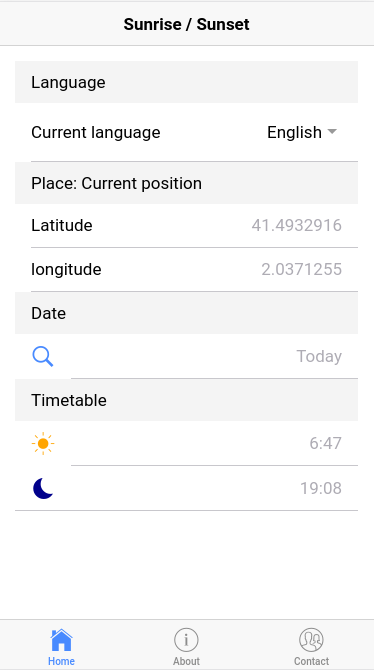 Sunrise / Sunset
Language
Current language English
Place: Current position
Latitude 41.4932916
longitude 2.0371255
Date
Today
Timetable
6:47
19:08
Home About Contact